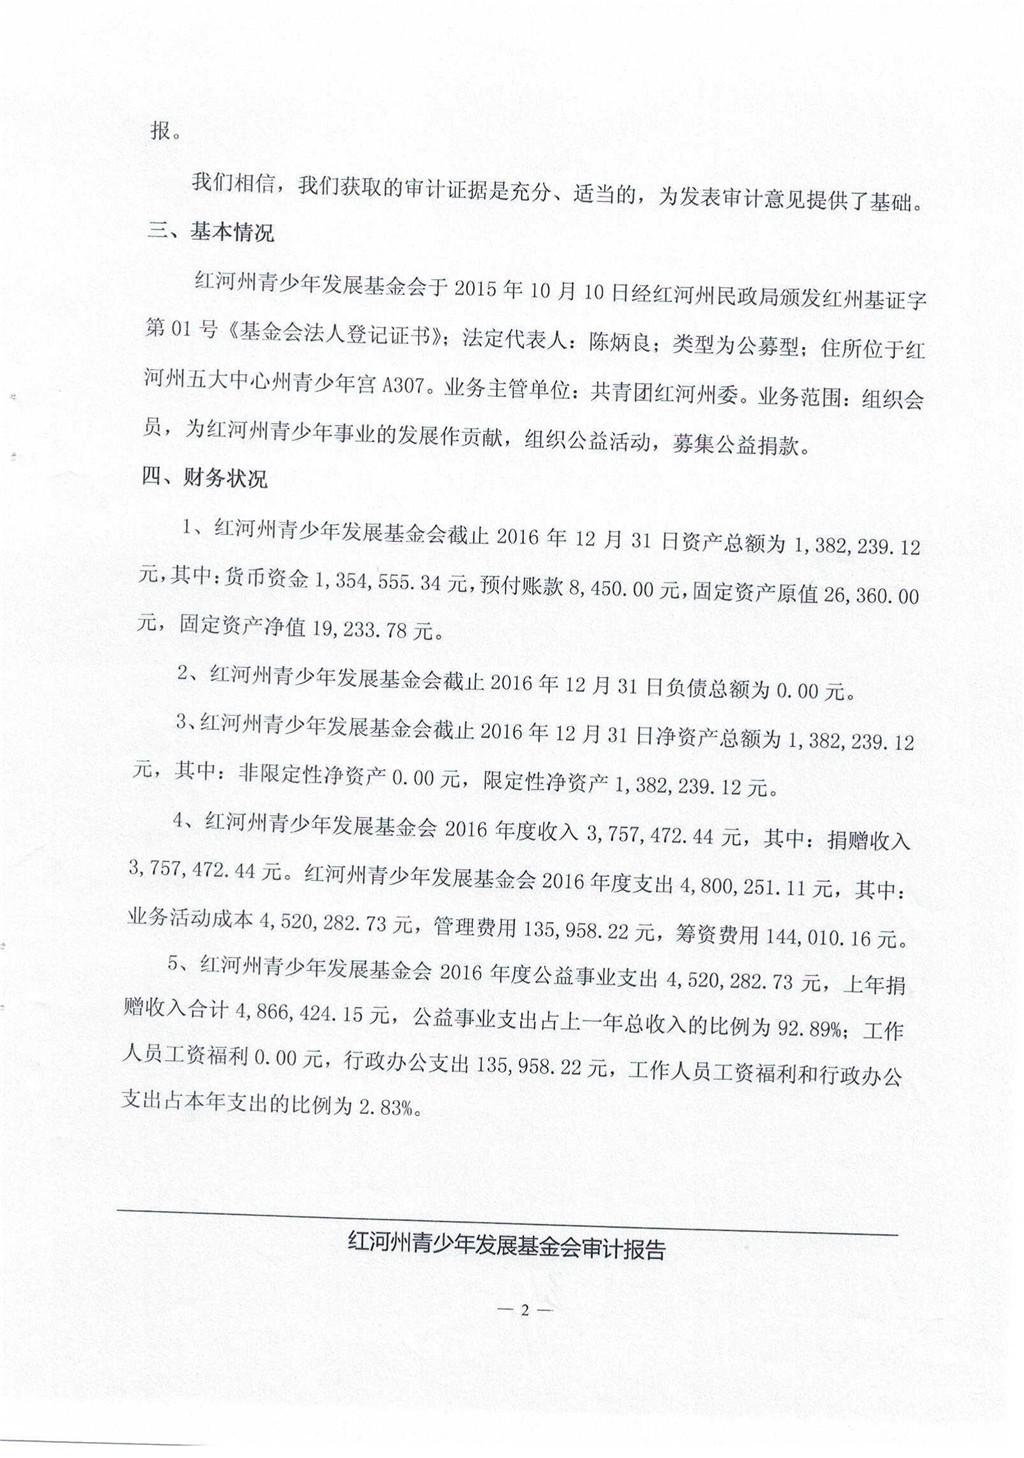 报。
我们相信，我们获取的审计证据是充分、适当的，为发表审计意见提供了基础。
三、基本情况
红河州青少年发展基金会于 2015 年 10 月 10 日经红河州民政局颁发红州基证字
第 01 号《基金会法人登记证书》；法定代表人：陈炳良；类型为公募型；住所位于红
河州五大中心州青少年宫 A307。业务主管单位：共青团红河州委。业务范围：组织会
员，为红河州青少年事业的发展作贡献，组织公益活动，募集公益捐款。
四、财务状况
1、红河州青少年发展基金会截止 2016 年 12 月 31 日资产总额为 1,382,239.12
元,其中:货币资金 1,354,555.34 元,预付账款 8,450.00 元,固定资产原值 26,360.00
元，固定资产净值 19,233.78 元。
2、红河州青少年发展基金会截止 2016 年 12 月 31 日负债总额为 0.00 元。
3、红河州青少年发展基金会截止 2016 年 12 月 31 日净资产总额为 1,382,239.12
元，其中：非限定性净资产 0.00 元，限定性净资产 1,382,239.12 元。
4、红河州青少年发展基金会 2016 年度收入 3,757,472.44 元，其中：捐赠收入
3,757,472.44 元。红河州青少年发展基金会 2016 年度支出 4,800,251.11 元，其中：
业务活动成本 4,520,282.73 元，管理费用 135,958.22 元，筹资费用 144,010.16 元。
5、红河州青少年发展基金会 2016 年度公益事业支出 4,520,282.73 元，上年捐
赠收入合计 4,866,424.15 元，公益事业支出占上一年总收入的比例为 92.89%；工作
人员工资福利 0.00 元，行政办公支出 135,958.22 元，工作人员工资福利和行政办公
支出占本年支出的比例为 2.83%。
红河州青少年发展基金会审计报告
— 2 —